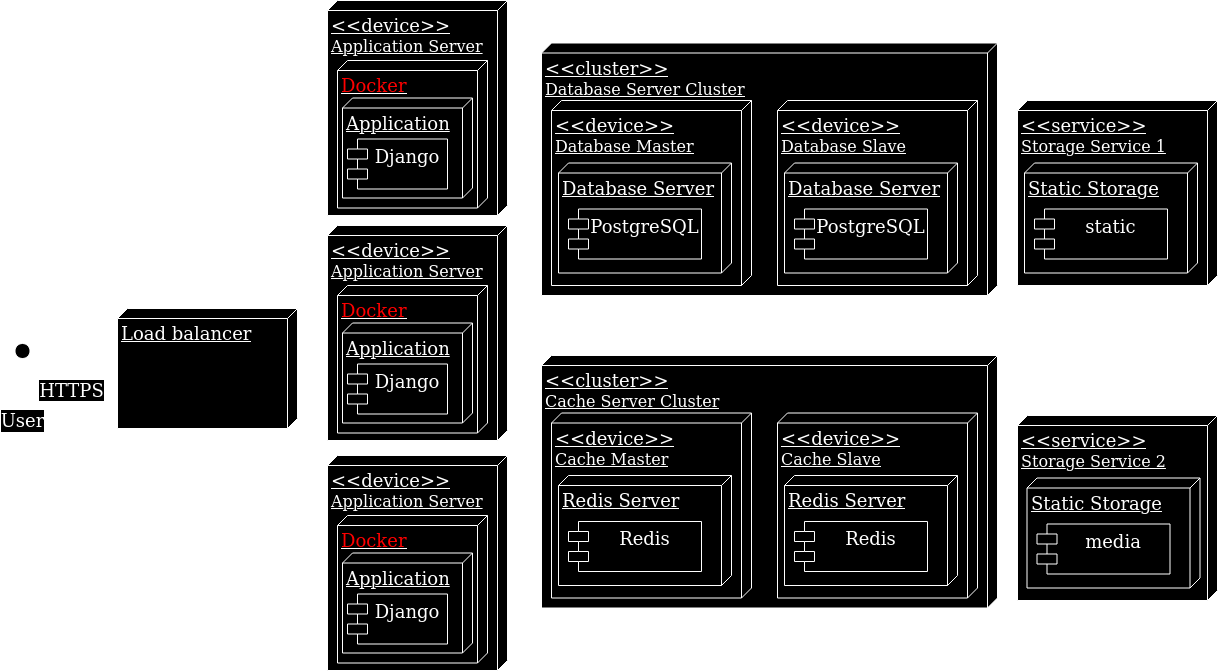 User
HTTPS
Load balancer
<<device>>
Application Server
Docker
Application
Django
<<device>>
Application Server
Docker
Application
Django
<<device>>
Application Server
Docker
Application
Django
<<cluster>>
Database Server Cluster
<<device>>
Database Master
Database Server
PostgreSQL
<<device>>
Database Slave
Database Server
PostgreSQL
<<cluster>>
Cache Server Cluster
<<device>>
Cache Master
Redis Server
Redis
<<device>>
Cache Slave
Redis Server
Redis
<<service>>
Storage Service 1
Static Storage
static
<<service>>
Storage Service 2
Static Storage
media